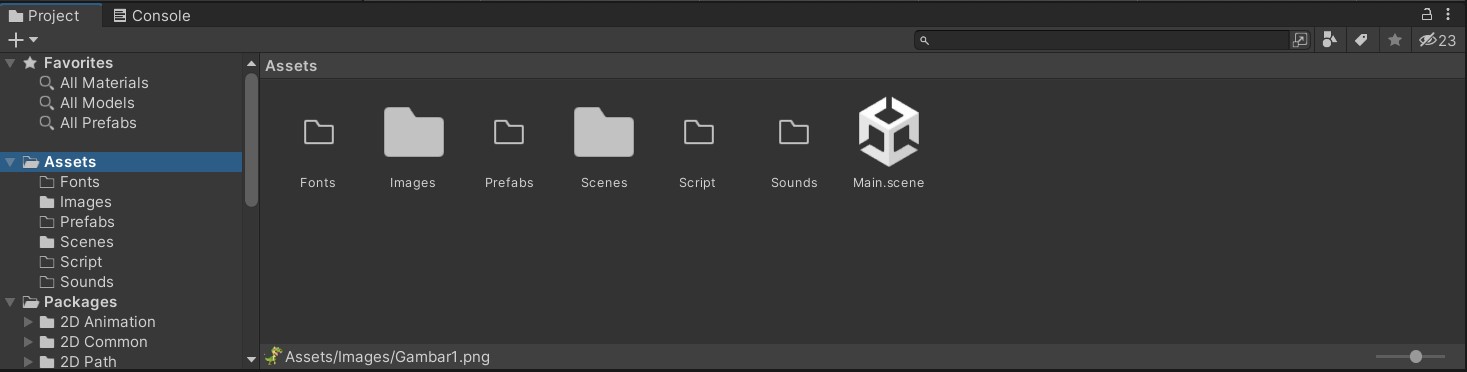 Project
Console
23
Favorites
All Materials
All Models
All Prefabs
Assets
Fonts
Images
Prefabs
Scenes
Script
Sounds
Packages
2D Animation
2D Common
2D Path
Assets
Fonts
Images
Prefabs
Scenes
Script
Sounds
Main.scene
Assets/Images/Gambar1.png